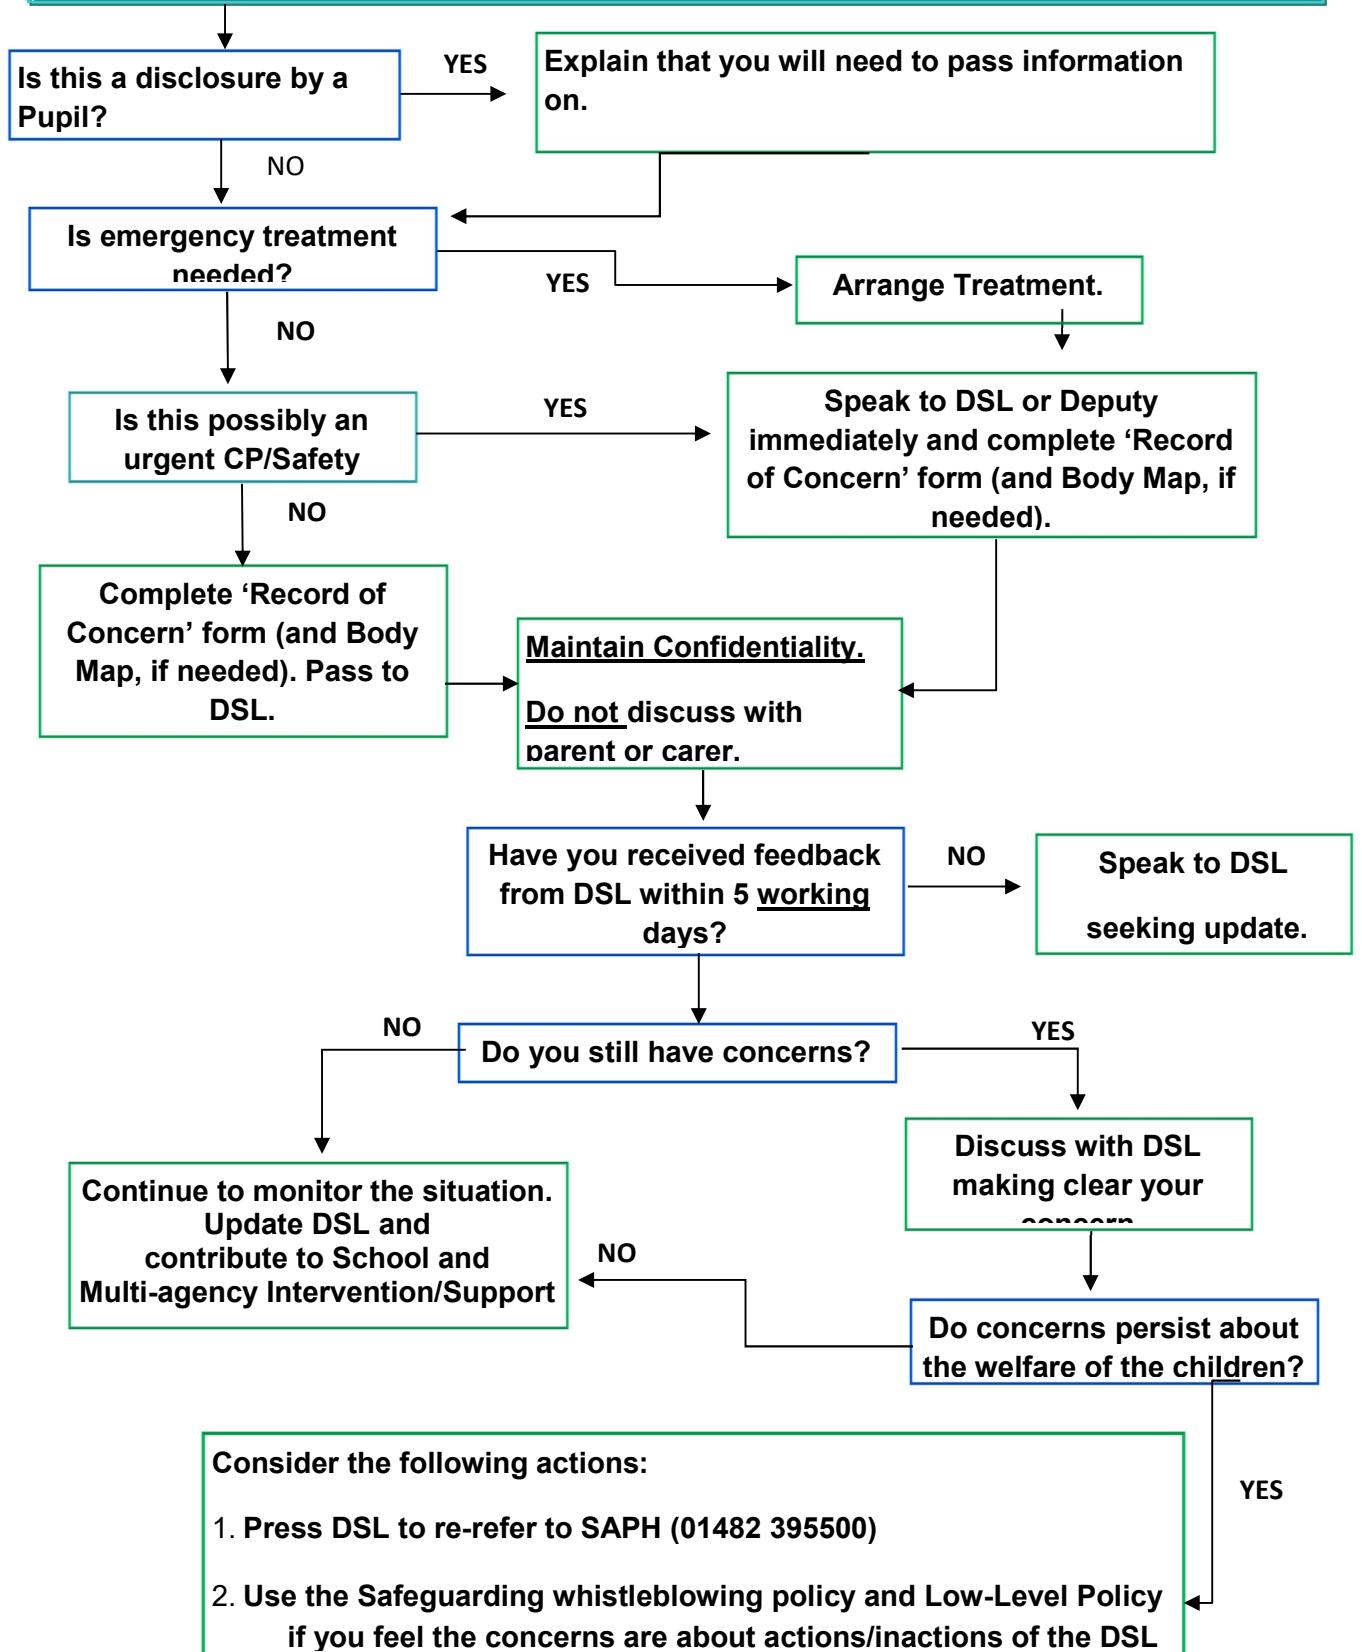 Is this a disclosure by a
Pupil?
YES
Explain that you will need to pass information
on.
NO
Is emergency treatment
needed?
YES
Arrange Treatment.
NO
Is this possibly an
urgent CP/Safety
YES
Speak to DSL or Deputy
immediately and complete ‘Record
of Concern’ form (and Body Map, if
needed).
NO
Complete ‘Record of
Concern’ form (and Body
Map, if needed). Pass to
DSL.
Maintain Confidentiality.
Do not discuss with
parent or carer.
Have you received feedback
from DSL within 5 working
days?
NO
Speak to DSL
seeking update.
NO
Do you still have concerns?
YES
Discuss with DSL
making clear your
concern
Continue to monitor the situation.
Update DSL and
contribute to School and
Multi-agency Intervention/Support
NO
Do concerns persist about
the welfare of the children?
YES
Consider the following actions:
1. Press DSL to re-refer to SAPH (01482 395500)
2. Use the Safeguarding whistleblowing policy and Low-Level Policy
if you feel the concerns are about actions/inactions of the DSL